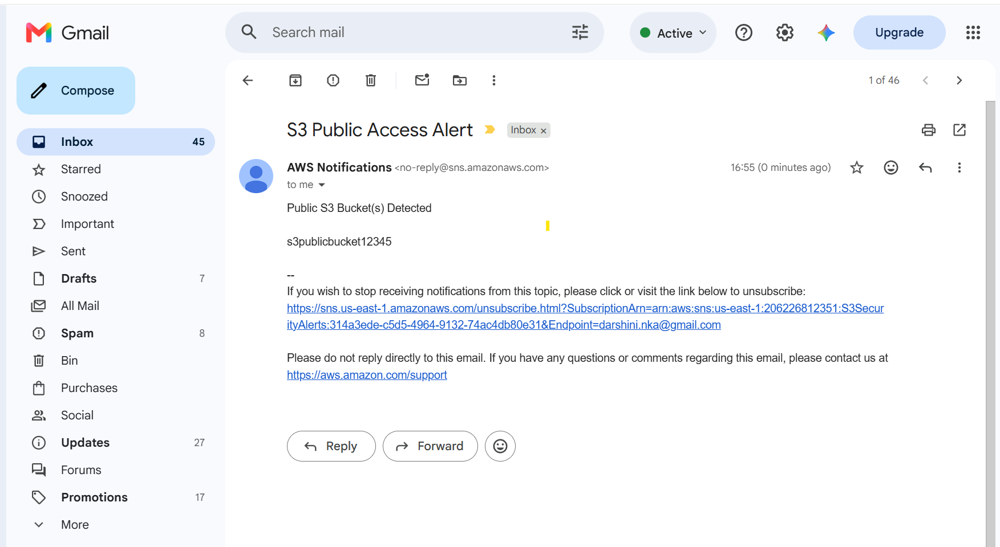 Gmail
Search mail
Active
Upgrade
Compose
1 of 46
Inbox 45
Starred
Snoozed
Important
Sent
Drafts 7
All Mail
Spam 8
Bin
Purchases
Social
Updates 27
Forums
Promotions 17
More
S3 Public Access Alert Inbox ×
AWS Notifications <no-reply@sns.amazonaws.com> 16:55 (0 minutes ago)
to me
Public S3 Bucket(s) Detected
s3publicbucket12345
--
If you wish to stop receiving notifications from this topic, please click or visit the link below to unsubscribe:
https://sns.us-east-1.amazonaws.com/unsubscribe.html?SubscriptionArn=arn:aws:sns:us-east-1:206226812351:S3Secur
ityAlerts:314a3ede-c5d5-4964-9132-74ac4db80e31&Endpoint=darshini.nka@gmail.com
Please do not reply directly to this email. If you have any questions or comments regarding this email, please contact us at
https://aws.amazon.com/support
Reply
Forward